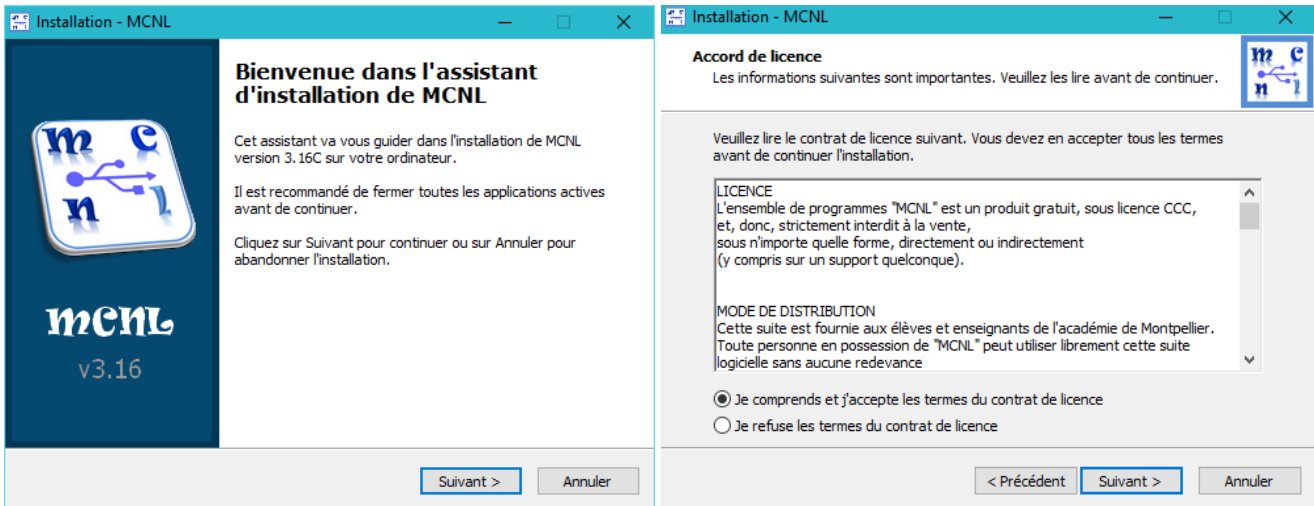 Installation - MCNL
Bienvenue dans l'assistant
d'installation de MCNL
Cet assistant va vous guider dans l'installation de MCNL
version 3.16C sur votre ordinateur.
Il est recommandé de fermer toutes les applications actives
avant de continuer.
Cliquez sur Suivant pour continuer ou sur Annuler pour
abandonner l'installation.
m c
n l
mcnl
v3.16
Suivant >
Annuler
Installation - MCNL
Accord de licence
Les informations suivantes sont importantes. Veuillez les lire avant de continuer.
m c
n l
Veuillez lire le contrat de licence suivant. Vous devez en accepter tous les termes
avant de continuer l'installation.
LICENCE
L'ensemble de programmes "MCNL" est un produit gratuit, sous licence CCC,
et, donc, strictement interdit à la vente,
sous n'importe quelle forme, directement ou indirectement
(y compris sur un support quelconque).
MODE DE DISTRIBUTION
Cette suite est fournie aux élèves et enseignants de l'académie de Montpellier.
Toute personne en possession de "MCNL" peut utiliser librement cette suite
logicielle sans aucune redevance
Je comprends et j'accepte les termes du contrat de licence
Je refuse les termes du contrat de licence
< Précédent
Suivant >
Annuler